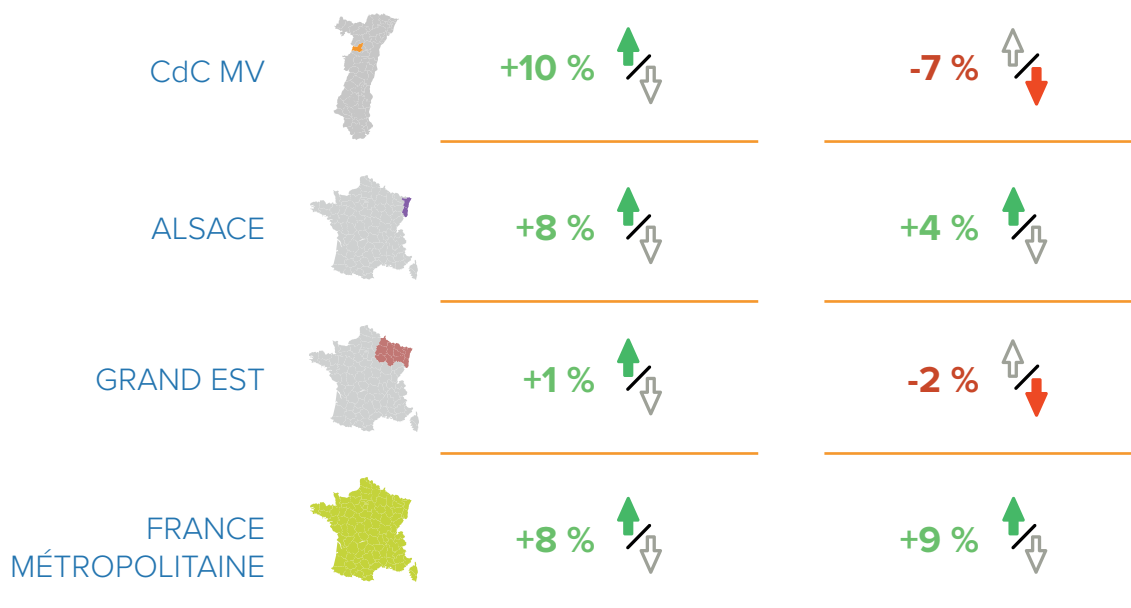 CdC MV
+10 %
-7 %
ALSACE
+8 %
+4 %
GRAND EST
+1 %
-2 %
FRANCE
MÉTROPOLITAINE
+8 %
+9 %